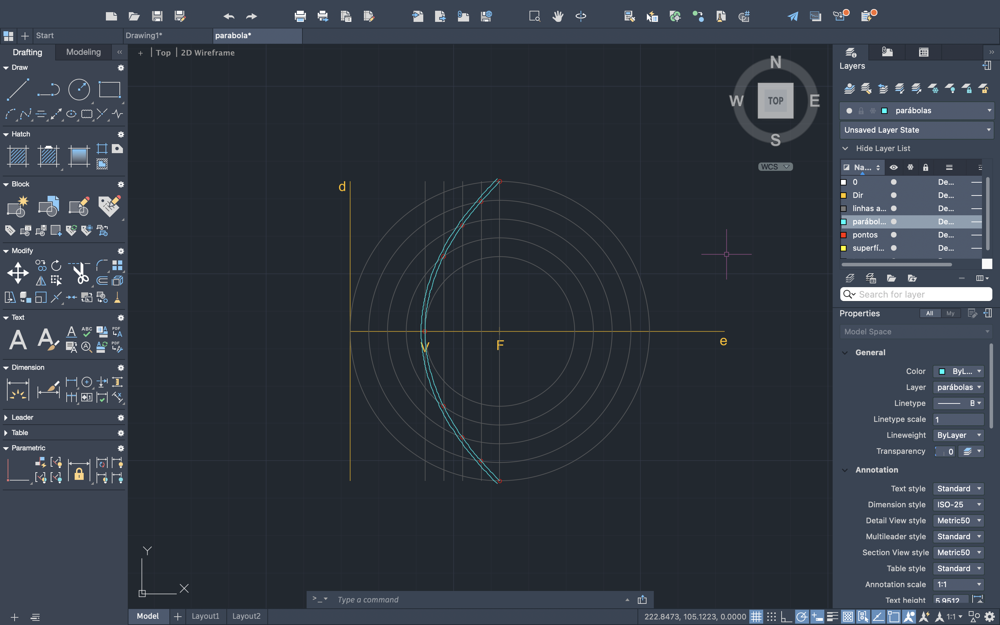 Start
Drawing1*
parabola*
Drafting
Modeling
+ | Top | 2D Wireframe
Draw
Hatch
Block
Modify
Text
ABC
PDF
A
PDF
Dimension
Leader
Table
Parametric
N
W
TOP
E
S
WCS
d
V
F
e
Y
X
>_
Type a command
Model
Layout1
Layout2
222.8473, 105.1223, 0.0000
1:1
Layers
parábolas
Unsaved Layer State
Hide Layer List
Na...
0 De...
Dir De...
linhas a... De...
parábol... De...
pontos De...
superfí... De...
Search for layer
Properties
All
My
Model Space
General
Color ByL...
Layer parábolas
Linetype B
Linetype scale 1
Lineweight ByLayer
Transparency 0
Annotation
Text style Standard
Dimension style ISO-25
Detail View style Metric50
Multileader style Standard
Section View style Metric50
Table style Standard
Annotation scale 1:1
Text height 5.9512